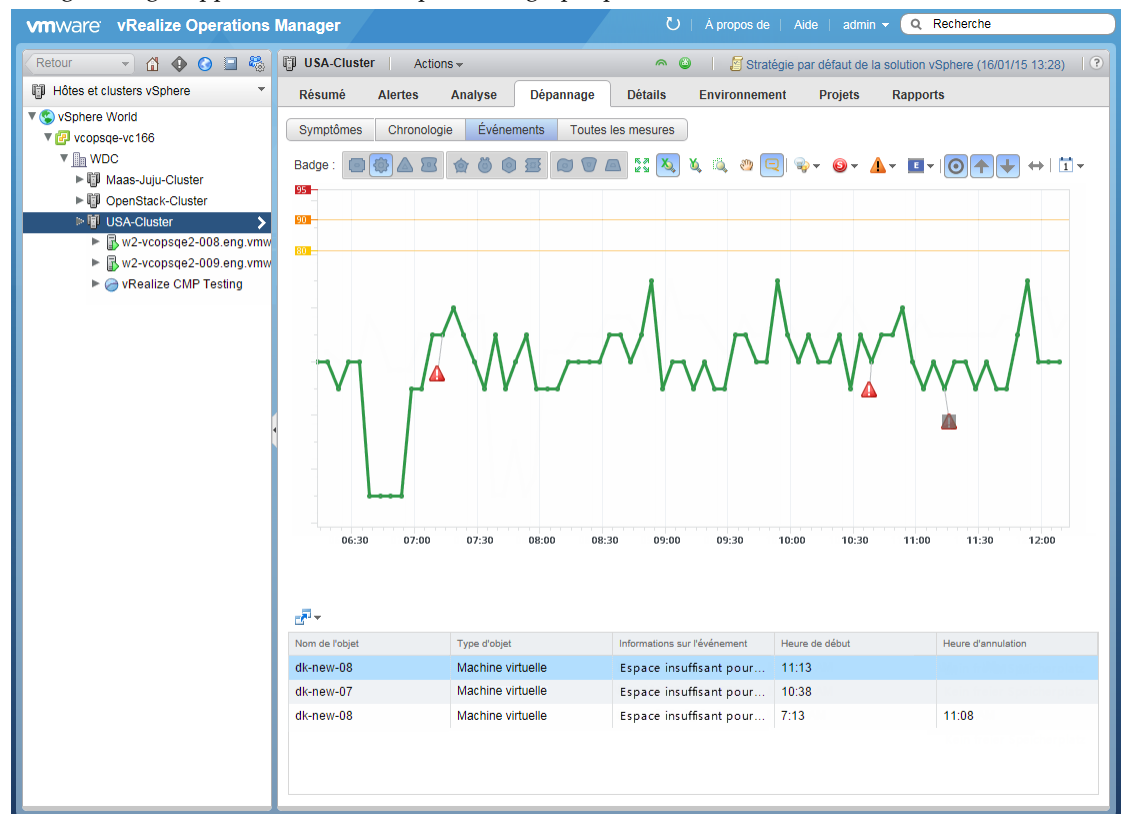 vmware vRealize Operations Manager
À propos de
Aide
admin
Recherche
Retour
Hôtes et clusters vSphere
vSphere World
vcopsqe-vc166
WDC
Maas-Juju-Cluster
OpenStack-Cluster
USA-Cluster
w2-vcopsqe2-008.eng.vmw
w2-vcopsqe2-009.eng.vmw
vRealize CMP Testing
USA-Cluster
Actions
Stratégie par défaut de la solution vSphere (16/01/15 13:28)
?
Résumé Alertes Analyse Dépannage Détails Environnement Projets Rapports
Symptômes Chronologie Événements Toutes les mesures
Badge :
95
90
80
06:30 07:00 07:30 08:00 08:30 09:00 09:30 10:00 10:30 11:00 11:30 12:00
Nom de l'objet Type d'objet Informations sur l'événement Heure de début Heure d'annulation
dk-new-08 Machine virtuelle Espace insuffisant pour... 11:13
dk-new-07 Machine virtuelle Espace insuffisant pour... 10:38
dk-new-08 Machine virtuelle Espace insuffisant pour... 7:13 11:08